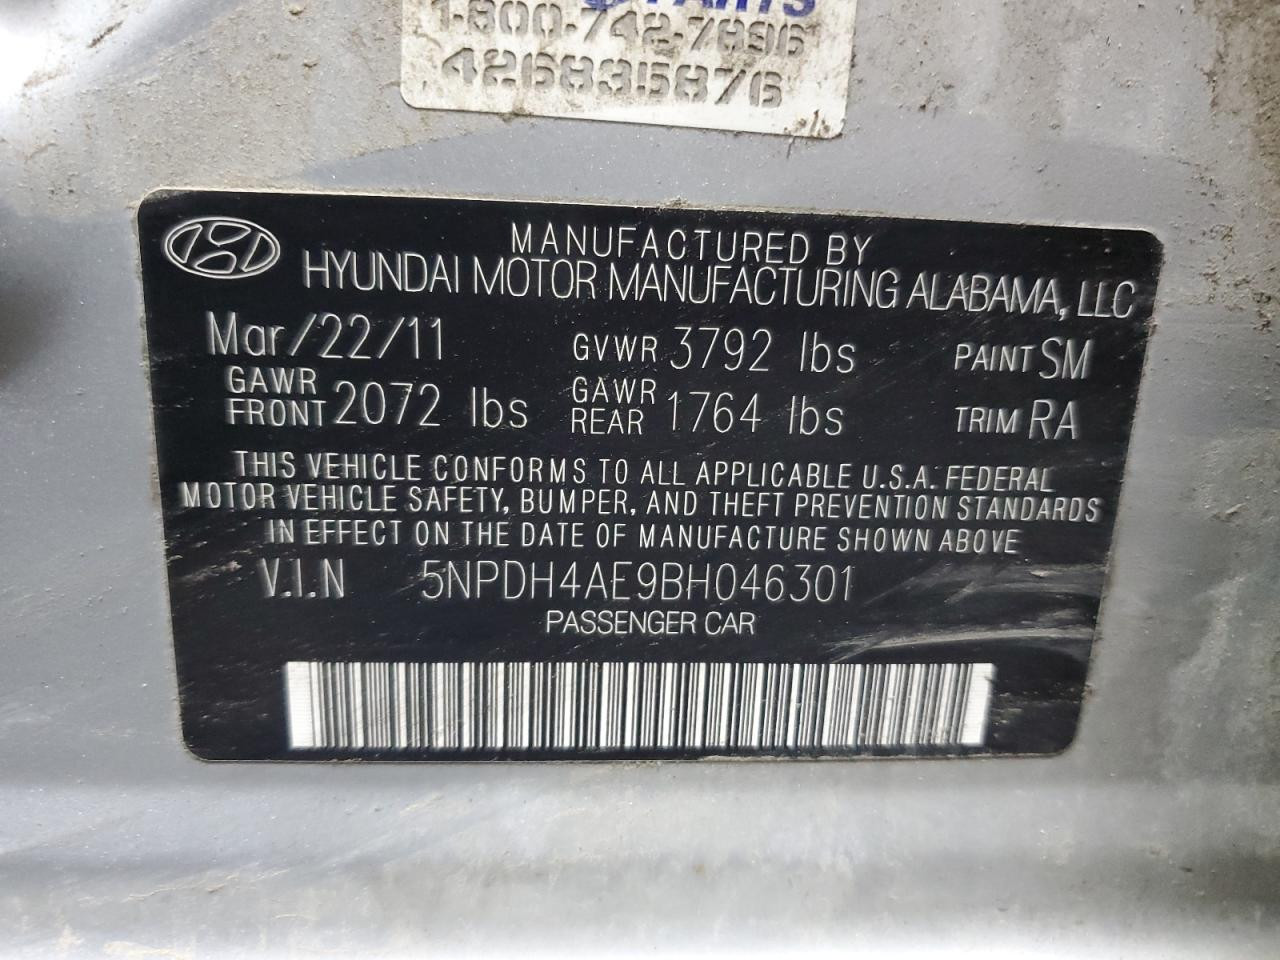 PARTS
1-800-742-7896
426835876
MANUFACTURED BY
HYUNDAI MOTOR MANUFACTURING ALABAMA, LLC
Mar/22/11 GVWR 3792 lbs PAINT SM
GAWR FRONT 2072 lbs GAWR REAR 1764 lbs TRIM RA
THIS VEHICLE CONFORMS TO ALL APPLICABLE U.S.A. FEDERAL
MOTOR VEHICLE SAFETY, BUMPER, AND THEFT PREVENTION STANDARDS
IN EFFECT ON THE DATE OF MANUFACTURE SHOWN ABOVE
V.I.N 5NPDH4AE9BH046301
PASSENGER CAR